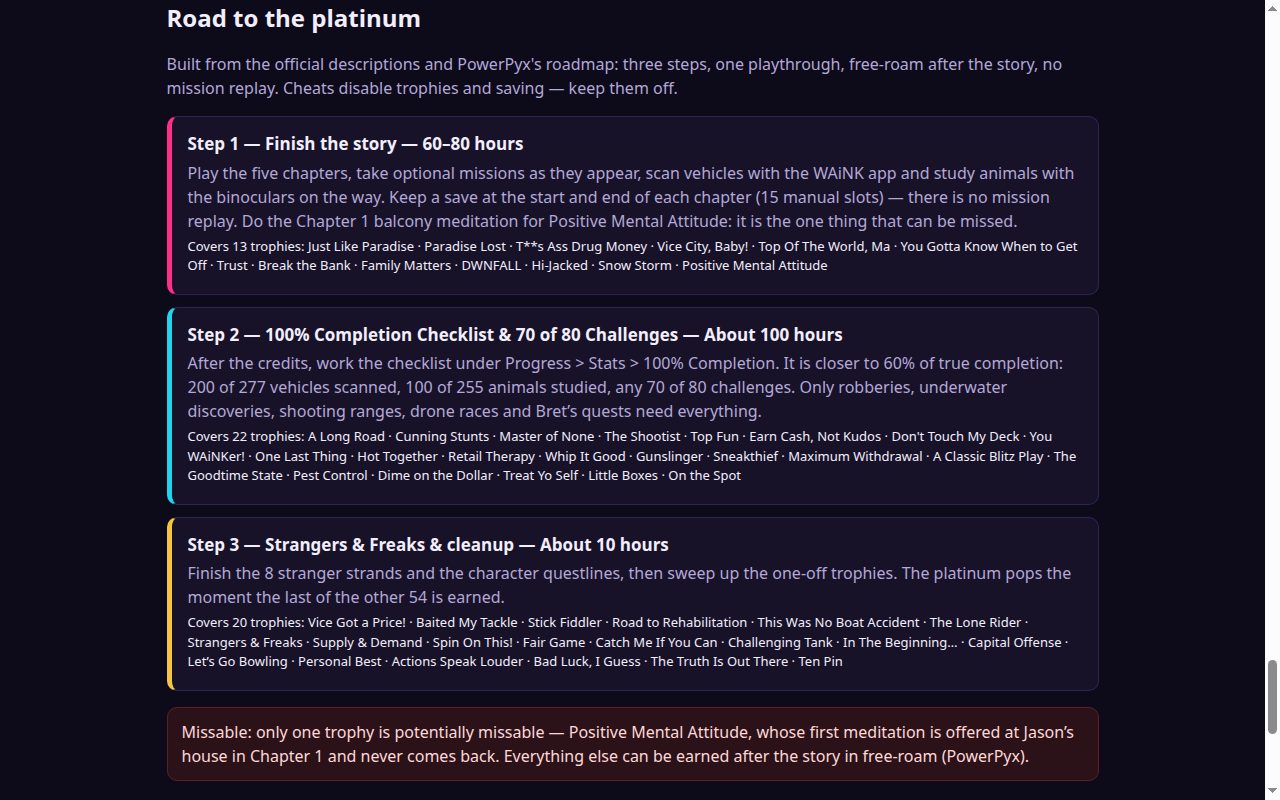 Road to the platinum
Built from the official descriptions and PowerPyx's roadmap: three steps, one playthrough, free-roam after the story, no
mission replay. Cheats disable trophies and saving — keep them off.
Step 1 — Finish the story — 60–80 hours
Play the five chapters, take optional missions as they appear, scan vehicles with the WAiNK app and study animals with
the binoculars on the way. Keep a save at the start and end of each chapter (15 manual slots) — there is no mission
replay. Do the Chapter 1 balcony meditation for Positive Mental Attitude: it is the one thing that can be missed.
Covers 13 trophies: Just Like Paradise · Paradise Lost · T**s Ass Drug Money · Vice City, Baby! · Top Of The World, Ma · You Gotta Know When to Get
Off · Trust · Break the Bank · Family Matters · DWNFALL · Hi-Jacked · Snow Storm · Positive Mental Attitude
Step 2 — 100% Completion Checklist & 70 of 80 Challenges — About 100 hours
After the credits, work the checklist under Progress > Stats > 100% Completion. It is closer to 60% of true completion:
200 of 277 vehicles scanned, 100 of 255 animals studied, any 70 of 80 challenges. Only robberies, underwater
discoveries, shooting ranges, drone races and Bret’s quests need everything.
Covers 22 trophies: A Long Road · Cunning Stunts · Master of None · The Shootist · Top Fun · Earn Cash, Not Kudos · Don't Touch My Deck · You
WAiNKer! · One Last Thing · Hot Together · Retail Therapy · Whip It Good · Gunslinger · Sneakthief · Maximum Withdrawal · A Classic Blitz Play · The
Goodtime State · Pest Control · Dime on the Dollar · Treat Yo Self · Little Boxes · On the Spot
Step 3 — Strangers & Freaks & cleanup — About 10 hours
Finish the 8 stranger strands and the character questlines, then sweep up the one-off trophies. The platinum pops the
moment the last of the other 54 is earned.
Covers 20 trophies: Vice Got a Price! · Baited My Tackle · Stick Fiddler · Road to Rehabilitation · This Was No Boat Accident · The Lone Rider ·
Strangers & Freaks · Supply & Demand · Spin On This! · Fair Game · Catch Me If You Can · Challenging Tank · In The Beginning… · Capital Offense ·
Let’s Go Bowling · Personal Best · Actions Speak Louder · Bad Luck, I Guess · The Truth Is Out There · Ten Pin
Missable: only one trophy is potentially missable — Positive Mental Attitude, whose first meditation is offered at Jason’s
house in Chapter 1 and never comes back. Everything else can be earned after the story in free-roam (PowerPyx).